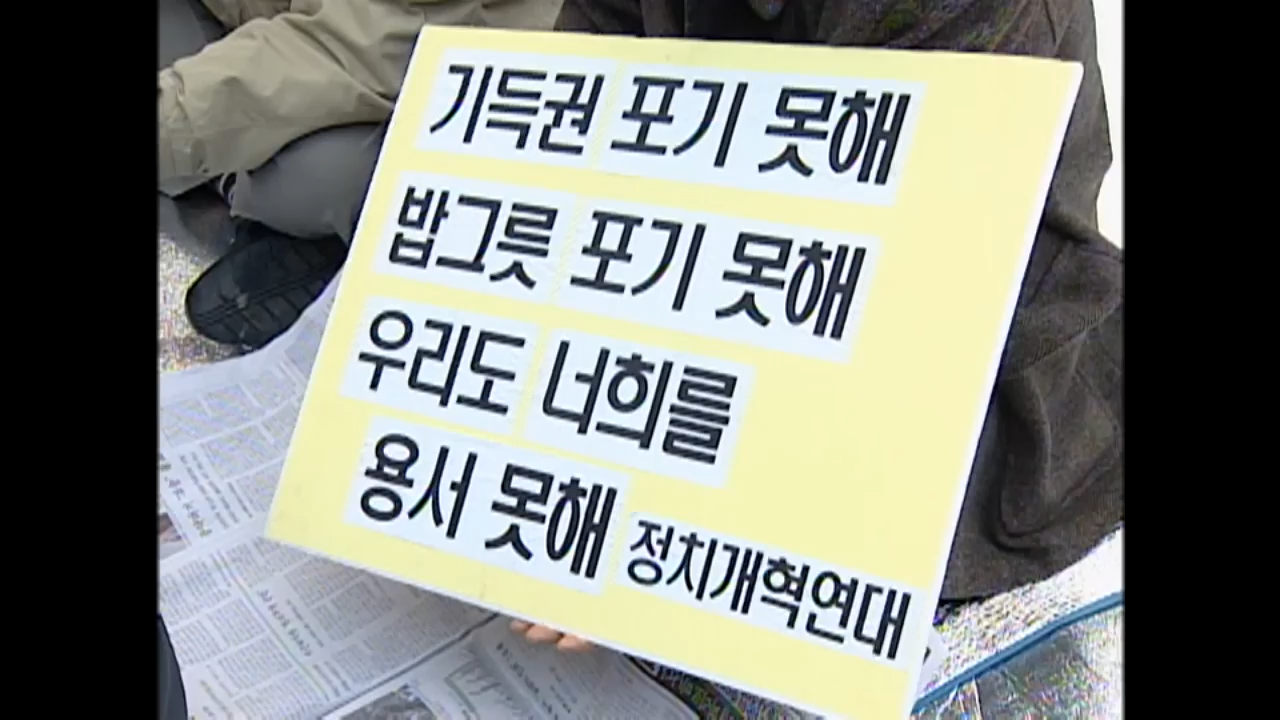 기득권 포기 못해
밥그릇 포기 못해
우리도 너희를
용서 못해 정치개혁연대